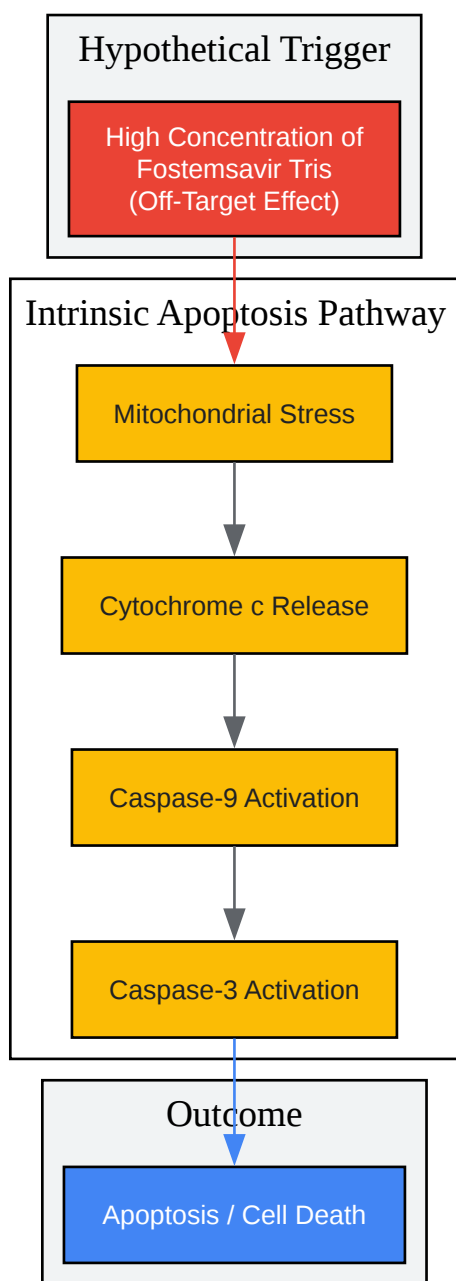 Hypothetical Trigger
High Concentration of
Fostemsavir Tris
(Off-Target Effect)
Intrinsic Apoptosis Pathway
Mitochondrial Stress
Cytochrome c Release
Caspase-9 Activation
Caspase-3 Activation
Outcome
Apoptosis / Cell Death